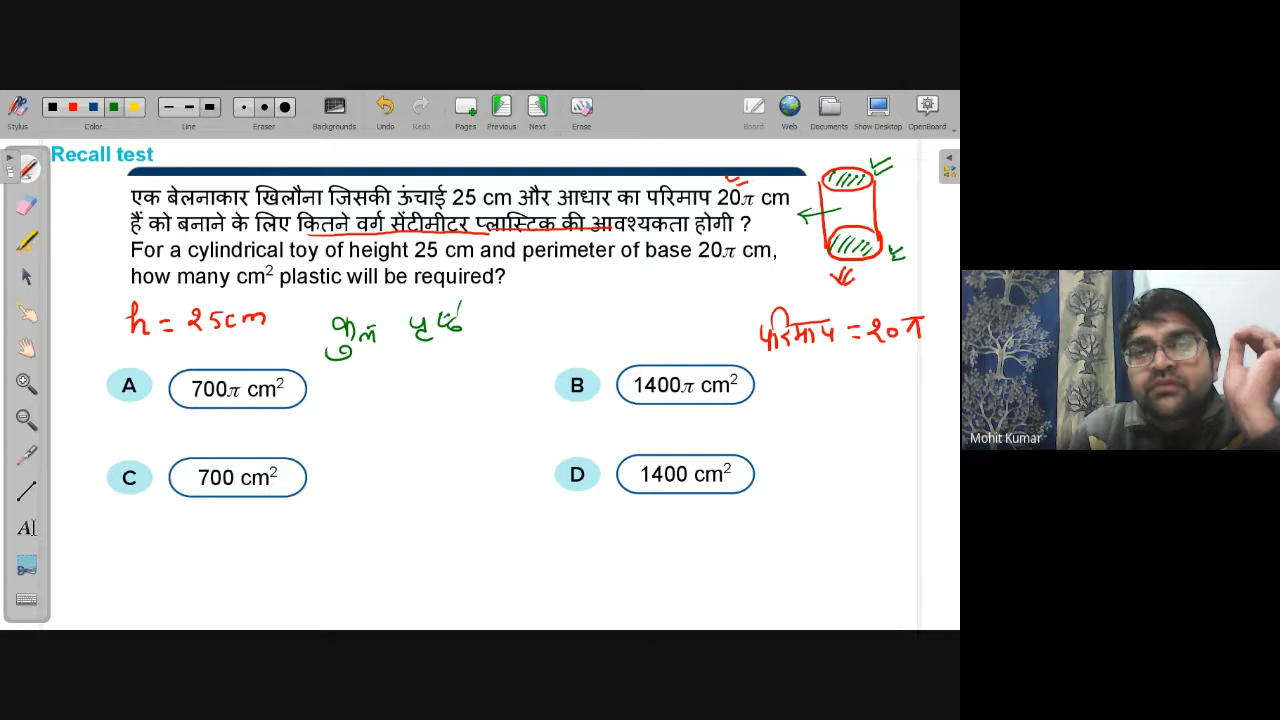 Stylus
Color
Line
Eraser
Backgrounds
Undo
Redo
Pages
Previous
Next
Erase
Board
Web
Documents
Show Desktop
OpenBoard
Recall test
एक बेलनाकार खिलौना जिसकी ऊंचाई 25 cm और आधार का परिमाप 20π cm
हैं को बनाने के लिए कितने वर्ग सेंटीमीटर प्लास्टिक की आवश्यकता होगी ?
For a cylindrical toy of height 25 cm and perimeter of base 20π cm,
how many cm² plastic will be required?
h = 25cm
कुल पृष्ठ
परिमाप = 20π
A 700π cm²
B 1400π cm²
C 700 cm²
D 1400 cm²
Mohit Kumar